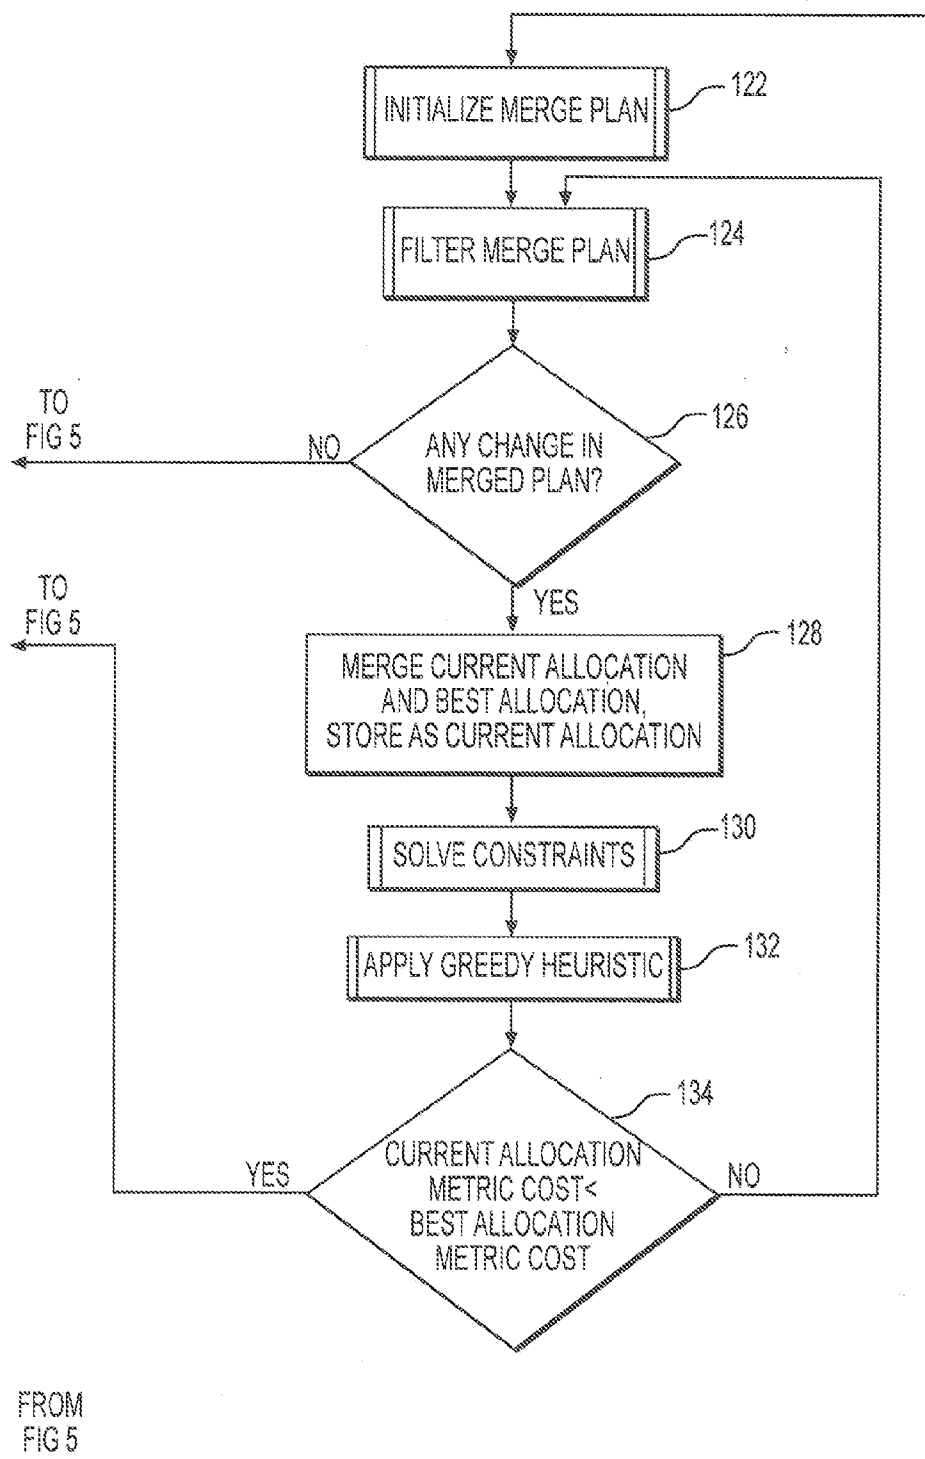 122
INITIALIZE MERGE PLAN
124
FILTER MERGE PLAN
TO
FIG 5
126
NO
ANY CHANGE IN
MERGED PLAN?
TO
FIG 5
YES
128
MERGE CURRENT ALLOCATION
AND BEST ALLOCATION,
STORE AS CURRENT ALLOCATION
130
SOLVE CONSTRAINTS
132
APPLY GREEDY HEURISTIC
134
YES
CURRENT ALLOCATION
METRIC COST<
BEST ALLOCATION
METRIC COST
NO
FROM
FIG 5